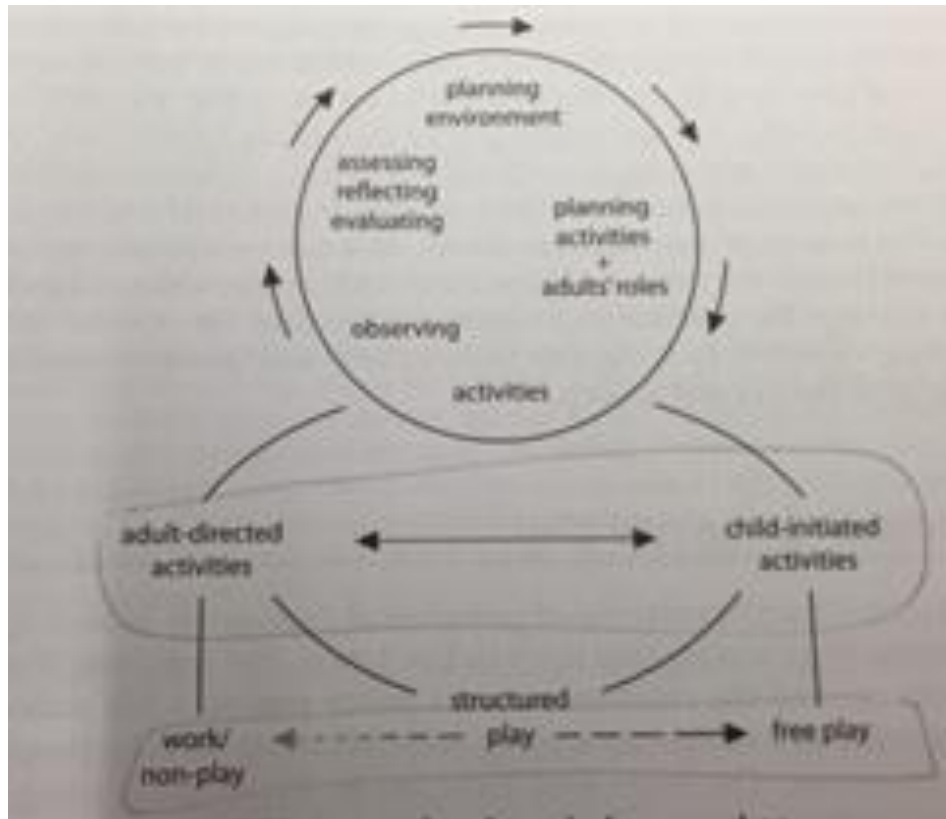 planning
environment
assessing
reflecting
evaluating
planning
activities
+
adults' roles
observing
activities
adult-directed
activities
child-initiated
activities
structured
play
work/
non-play
free play